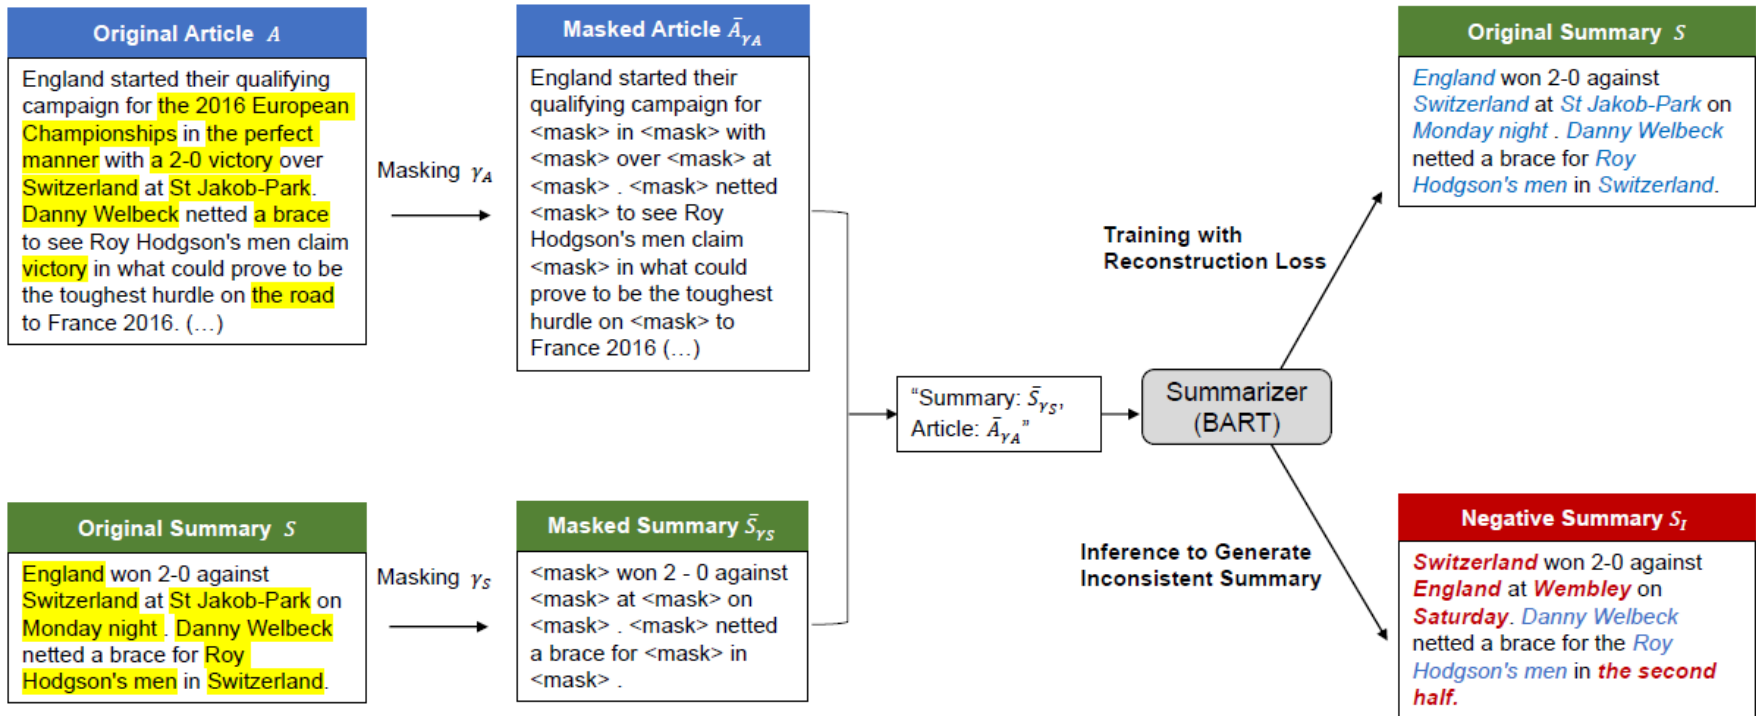 Original Article A
England started their qualifying
campaign for the 2016 European
Championships in the perfect
manner with a 2-0 victory over
Switzerland at St Jakob-Park.
Danny Welbeck netted a brace
to see Roy Hodgson's men claim
victory in what could prove to be
the toughest hurdle on the road
to France 2016. (…)
Masking γ_A
Masked Article Ā_γA
England started their
qualifying campaign for
<mask> in <mask> with
<mask> over <mask> at
<mask> . <mask> netted
<mask> to see Roy
Hodgson's men claim
<mask> in what could
prove to be the toughest
hurdle on <mask> to
France 2016 (…)
Original Summary S
England won 2-0 against
Switzerland at St Jakob-Park on
Monday night . Danny Welbeck
netted a brace for Roy
Hodgson's men in Switzerland.
Masking γ_S
Masked Summary S̄_γS
<mask> won 2 - 0 against
<mask> at <mask> on
<mask> . <mask> netted
a brace for <mask> in
<mask> .
“Summary: S̄_γS,
Article: Ā_γA”
Summarizer
(BART)
Training with
Reconstruction Loss
Original Summary S
England won 2-0 against
Switzerland at St Jakob-Park on
Monday night . Danny Welbeck
netted a brace for Roy
Hodgson's men in Switzerland.
Inference to Generate
Inconsistent Summary
Negative Summary S_I
Switzerland won 2-0 against
England at Wembley on
Saturday. Danny Welbeck
netted a brace for the Roy
Hodgson's men in the second
half.